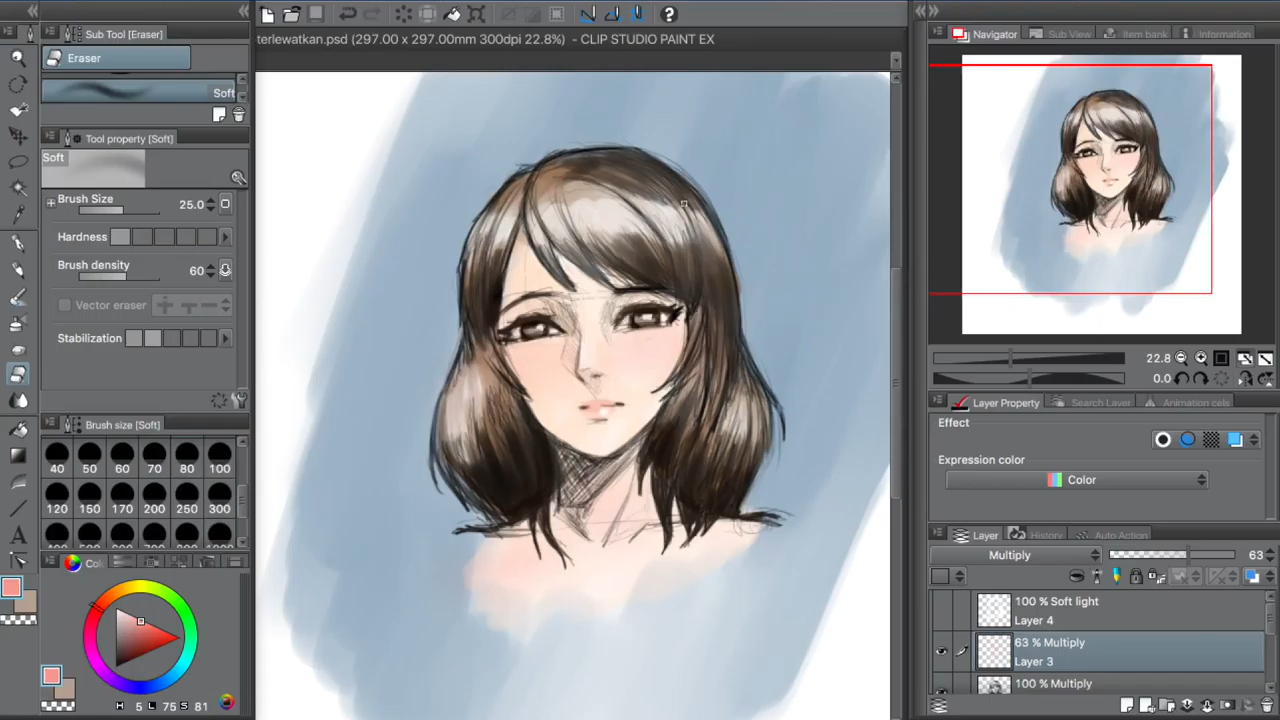 terlewatkan.psd (297.00 x 297.00mm 300dpi 22.8%) - CLIP STUDIO PAINT EX
Sub Tool [Eraser]
Eraser
Soft
Tool property [Soft]
Soft
Brush Size 25.0
Hardness
Brush density 60
Vector eraser
Stabilization
Brush size [Soft]
40 50 60 70 80 100
120 150 170 200 250 300
H 5 L 75 S 81
Navigator Sub View Item bank Information
22.8
0.0
Layer Property Search Layer Animation cels
Effect
Expression color
Color
Layer History Auto Action
Multiply 63
100 % Soft light
Layer 4
63 % Multiply
Layer 3
100 % Multiply